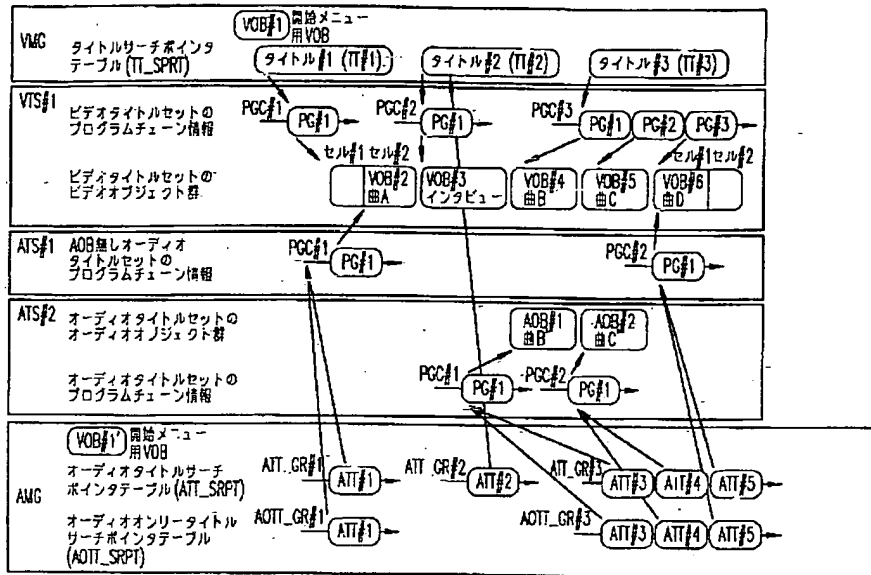 VMG
VOB#1 開始メニュー
用VOB
タイトルサーチポインタ
テーブル(TT_SPRT)
タイトル#1 (TT#1)
タイトル#2 (TT#2)
タイトル#3 (TT#3)
VTS#1
ビデオタイトルセットの
プログラムチェーン情報
PGC#1 PG#1
PGC#2 PG#1
PGC#3 PG#1 PG#2 PG#3
セル#1 セル#2
セル#1 セル#2
ビデオタイトルセットの
ビデオオブジェクト群
VOB#2
曲A
VOB#3
インタビュー
VOB#4
曲B
VOB#5
曲C
VOB#6
曲D
ATS#1
AOB無しオーディオ
タイトルセットの
プログラムチェーン情報
PGC#1 PG#1
PGC#2 PG#1
ATS#2
オーディオタイトルセットの
オーディオオブジェクト群
AOB#1
曲B'
AOB#2
曲C'
オーディオタイトルセットの
プログラムチェーン情報
PGC#1 PG#1
PGC#2 PG#1
AMG
VOB#1' 開始メニュー
用VOB
オーディオタイトルサーチ
ポインタテーブル(ATT_SRPT)
ATT_GR#1 ATT#1
ATT_GR#2 ATT#2
ATT_GR#3 ATT#3 ATT#4 ATT#5
オーディオオンリータイトル
サーチポインタテーブル
(AOTT_SRPT)
AOTT_GR#1 ATT#1
AOTT_GR#3 ATT#3 ATT#4 ATT#5